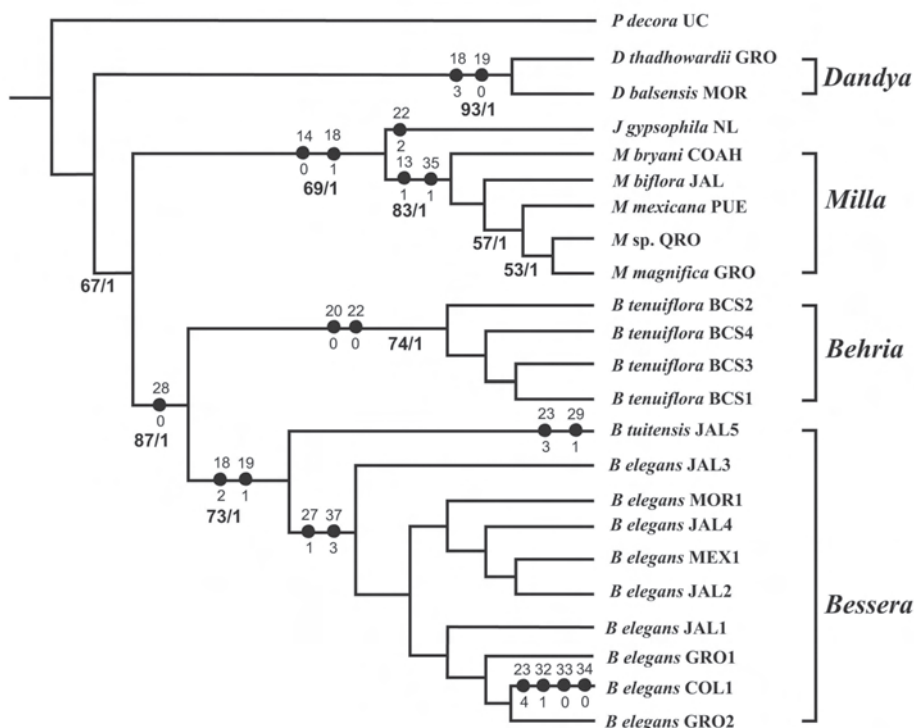 P decora UC
D thadhowardii GRO
18 19
3 0
Dandya
D balsensis MOR
93/1
J gypsophila NL
22
2
14 18
0 1
69/1
M bryani COAH
13 35
1 1
83/1
M biflora JAL
M mexicana PUE
Milla
57/1
M sp. QRO
53/1
M magnifica GRO
67/1
B tenuiflora BCS2
20 22
0 0
74/1
B tenuiflora BCS4
Behria
B tenuiflora BCS3
B tenuiflora BCS1
28
0
87/1
B tuitensis JAL5
23 29
3 1
18 19
2 1
73/1
B elegans JAL3
B elegans MOR1
27 37
1 3
B elegans JAL4
B elegans MEX1
B elegans JAL2
Bessera
B elegans JAL1
B elegans GRO1
23 32 33 34
B elegans COL1
4 1 0 0
B elegans GRO2